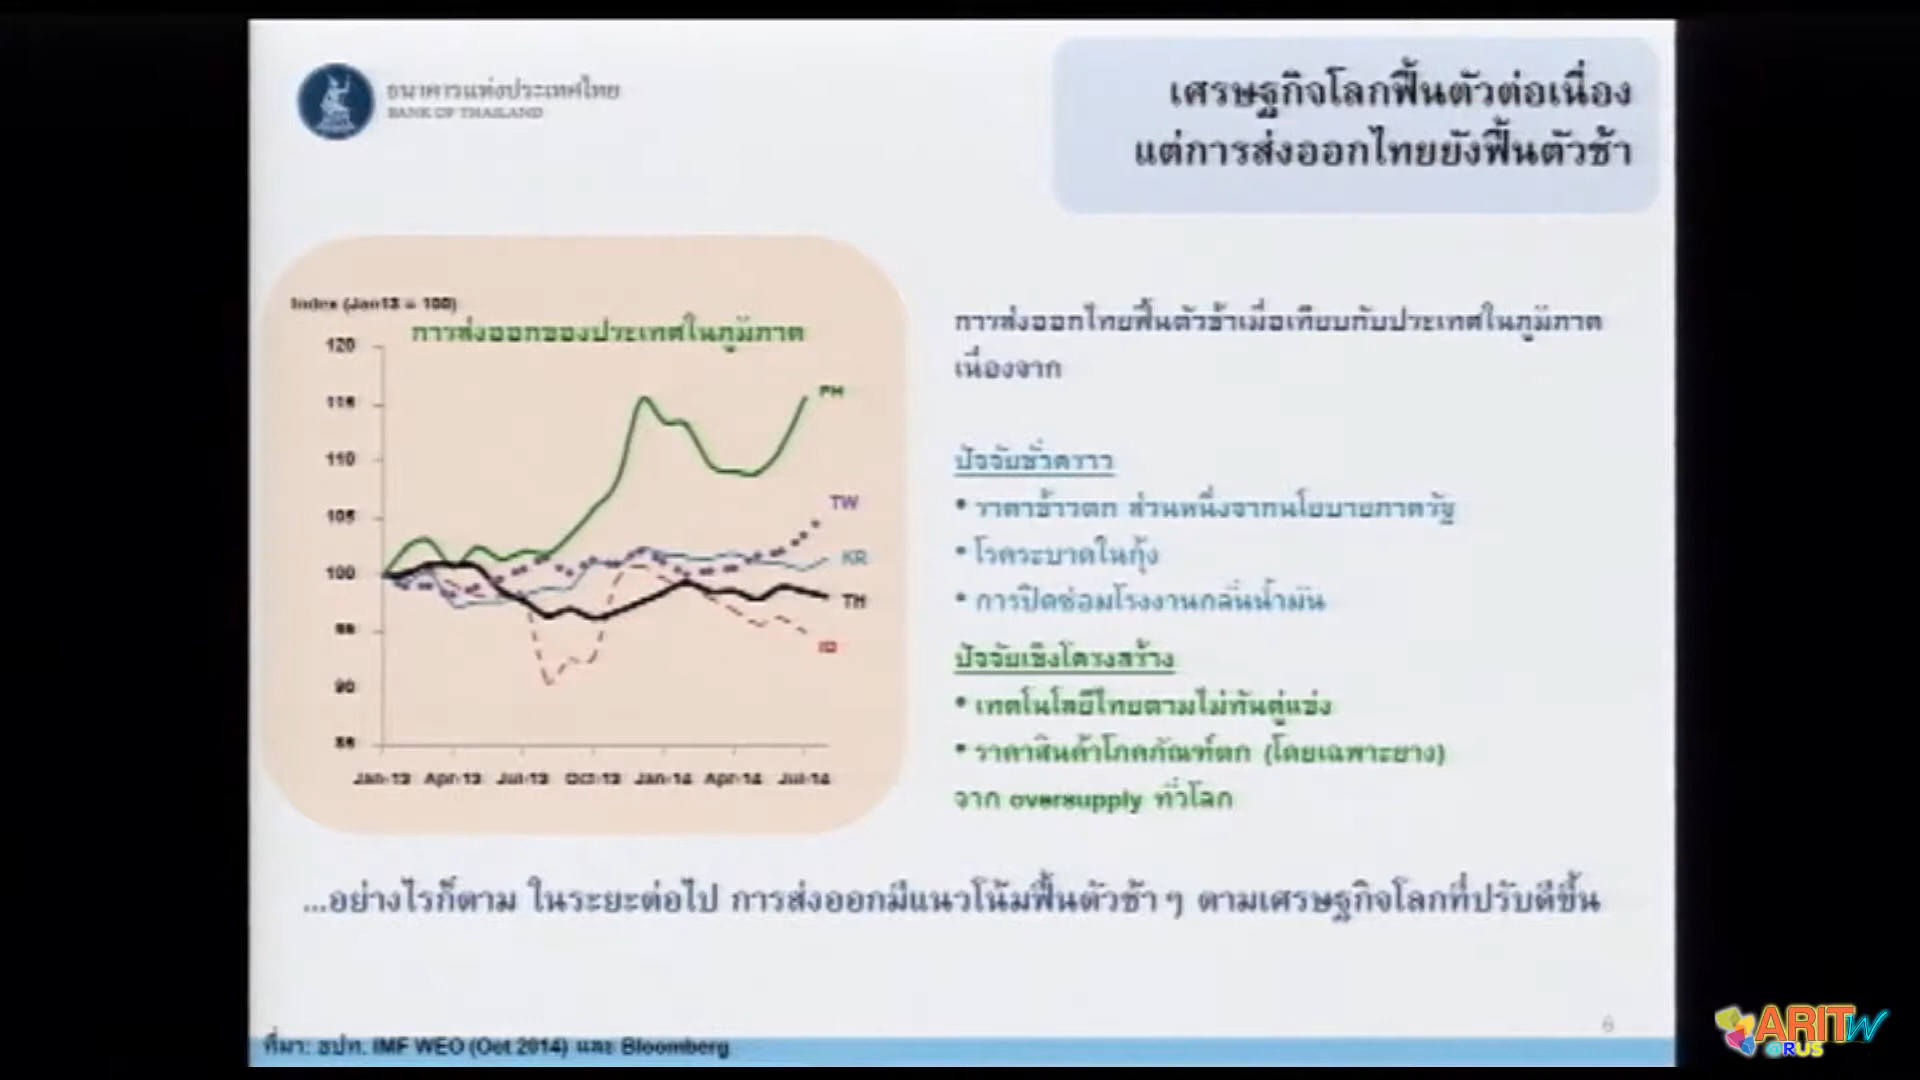 ธนาคารแห่งประเทศไทย
BANK OF THAILAND
เศรษฐกิจโลกฟื้นตัวต่อเนื่อง
แต่การส่งออกไทยยังฟื้นตัวช้า
Index (Jan13 = 100)
การส่งออกของประเทศในภูมิภาค
120
115
110
105
100
95
90
85
PH
TW
KR
TH
ID
Jan-13 Apr-13 Jul-13 Oct-13 Jan-14 Apr-14 Jul-14
การส่งออกไทยฟื้นตัวช้าเมื่อเทียบกับประเทศในภูมิภาค
เนื่องจาก
ปัจจัยชั่วคราว
• ราคาข้าวตก ส่วนหนึ่งจากนโยบายภาครัฐ
• โรคระบาดในกุ้ง
• การปิดซ่อมโรงงานกลั่นน้ำมัน
ปัจจัยเชิงโครงสร้าง
• เทคโนโลยีไทยตามไม่ทันคู่แข่ง
• ราคาสินค้าโภคภัณฑ์ตก (โดยเฉพาะยาง)
จาก oversupply ทั่วโลก
...อย่างไรก็ตาม ในระยะต่อไป การส่งออกมีแนวโน้มฟื้นตัวช้า ๆ ตามเศรษฐกิจโลกที่ปรับดีขึ้น
6
ที่มา: ธปท. IMF WEO (Oct 2014) และ Bloomberg
ARITW
@RUS